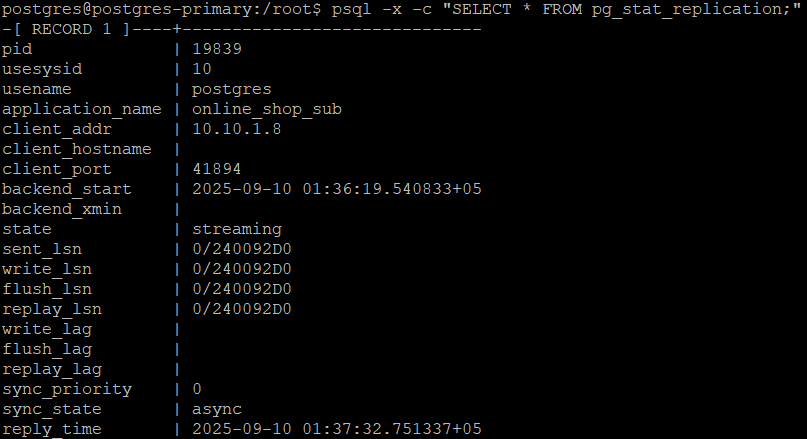 postgres@postgres-primary:/root$ psql -x -c "SELECT * FROM pg_stat_replication;"
-[ RECORD 1 ]----+------------------------------
pid              | 19839
usesysid         | 10
usename          | postgres
application_name | online_shop_sub
client_addr      | 10.10.1.8
client_hostname  |
client_port      | 41894
backend_start    | 2025-09-10 01:36:19.540833+05
backend_xmin     |
state            | streaming
sent_lsn         | 0/240092D0
write_lsn        | 0/240092D0
flush_lsn        | 0/240092D0
replay_lsn       | 0/240092D0
write_lag        |
flush_lag        |
replay_lag       |
sync_priority    | 0
sync_state       | async
reply_time       | 2025-09-10 01:37:32.751337+05